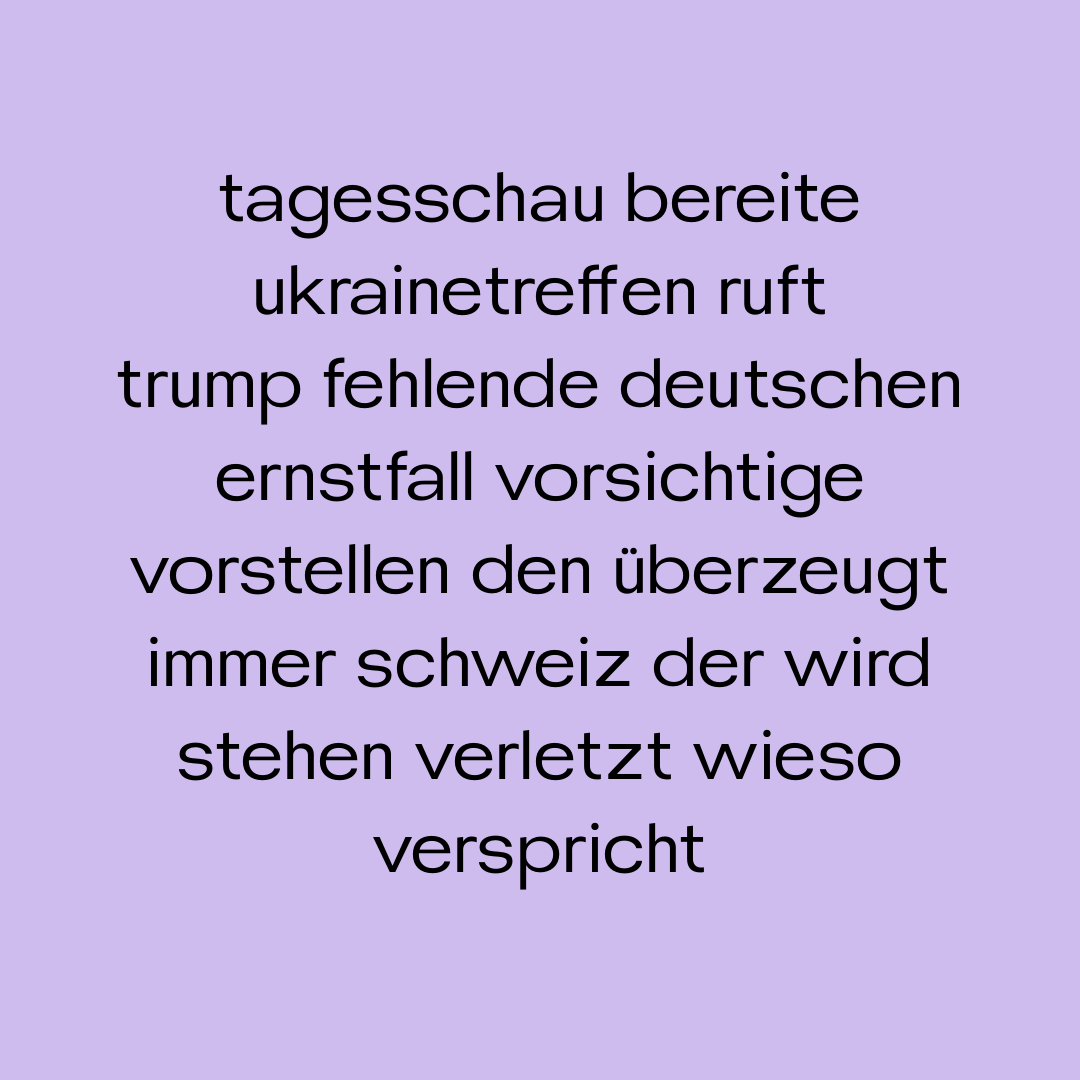 tagesschau bereite
ukrainetreffen ruft
trump fehlende deutschen
ernstfall vorsichtige
vorstellen den überzeugt
immer schweiz der wird
stehen verletzt wieso
verspricht